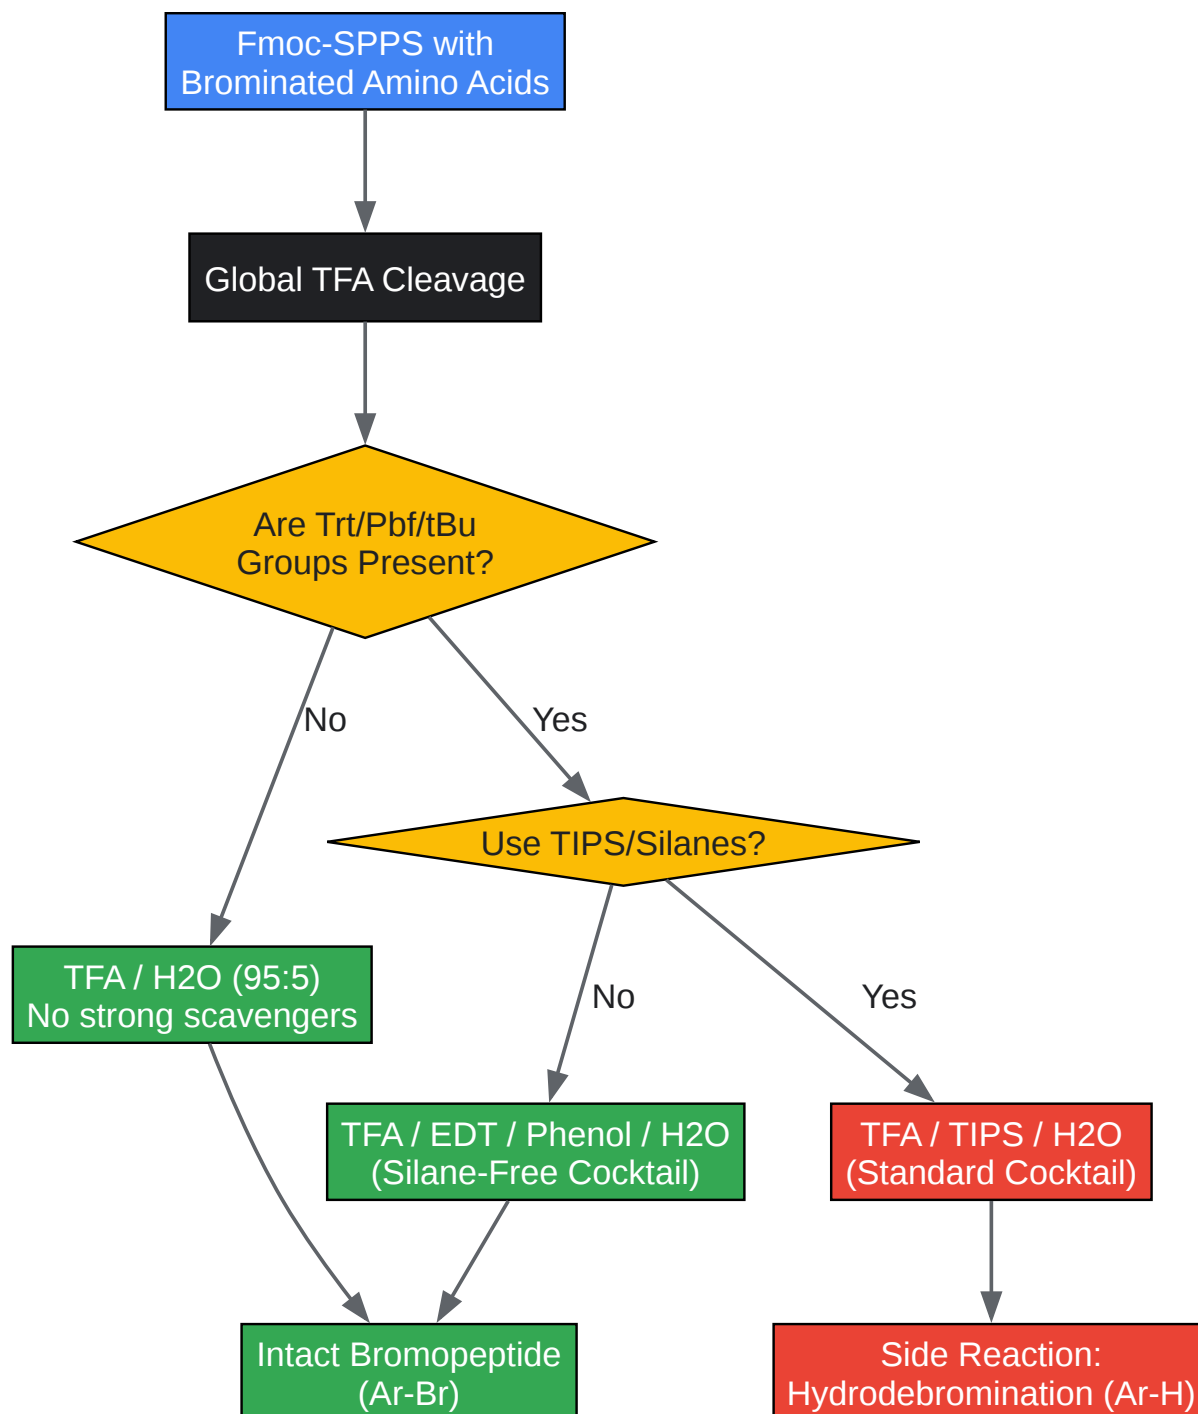 Fmoc-SPPS with
Brominated Amino Acids
Global TFA Cleavage
Are Trt/Pbf/tBu
Groups Present?
No
Yes
Use TIPS/Silanes?
TFA / H2O (95:5)
No strong scavengers
No
Yes
TFA / EDT / Phenol / H2O
(Silane-Free Cocktail)
TFA / TIPS / H2O
(Standard Cocktail)
Intact Bromopeptide
(Ar-Br)
Side Reaction:
Hydrodebromination (Ar-H)